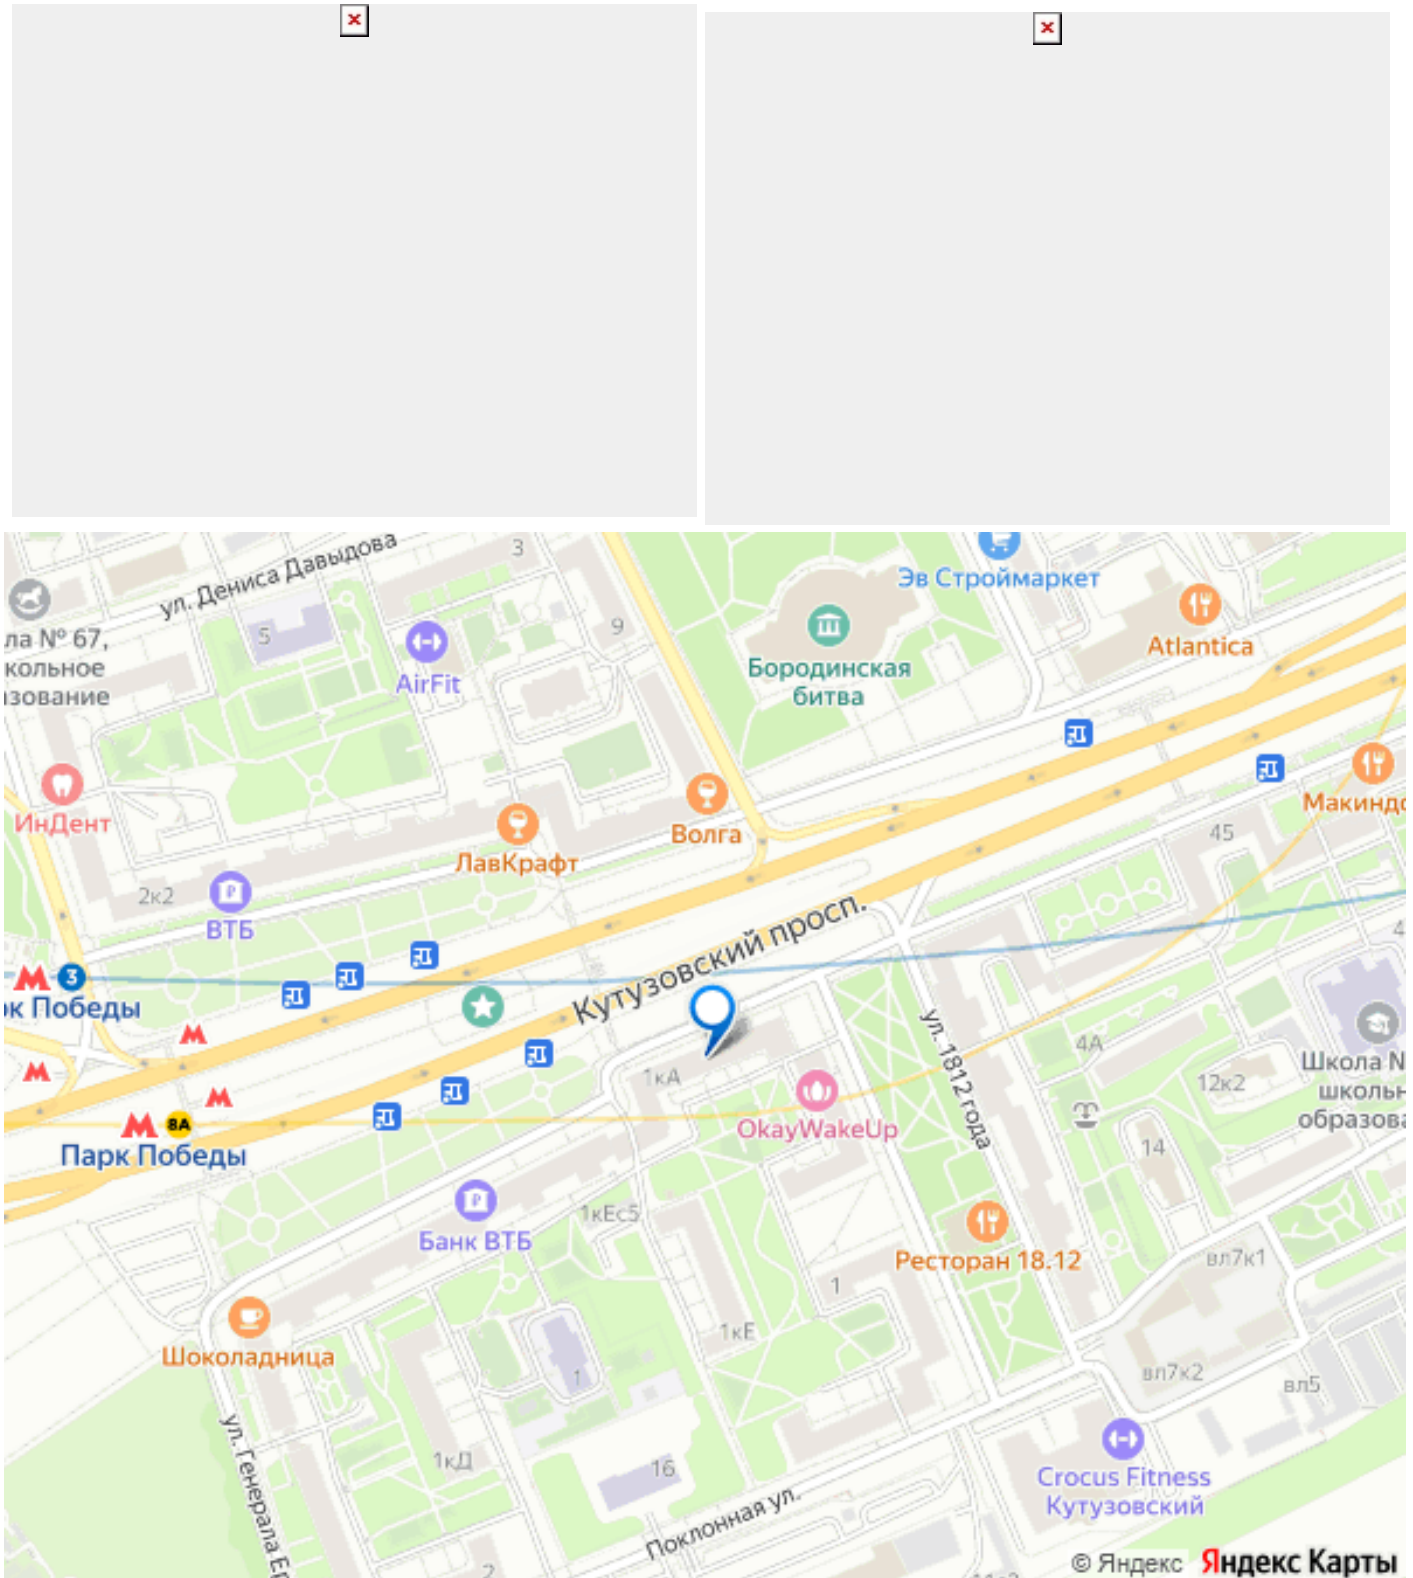 ул. Дениса Давыдова
3
Эв Строймаркет
ла № 67,
кольное
зование
5
9
AirFit
Бородинская
битва
Atlantica
ИнДент
ЛавКрафт
Волга
Макиндо
45
2к2
ВТБ
Кутузовский просп.
4
3
рк Победы
ул. 1812 года
4А
1кА
12к2
Школа N
школьн
образова
8А
Парк Победы
OkayWakeUp
14
1кЕс5
Банк ВТБ
Ресторан 18.12
вл7к1
1
1кЕ
Шоколадница
1
вл7к2
вл5
ул. Генерала Ер
1кД
16
Crocus Fitness
Кутузовский
Поклонная ул.
2
© Яндекс Яндекс Карты